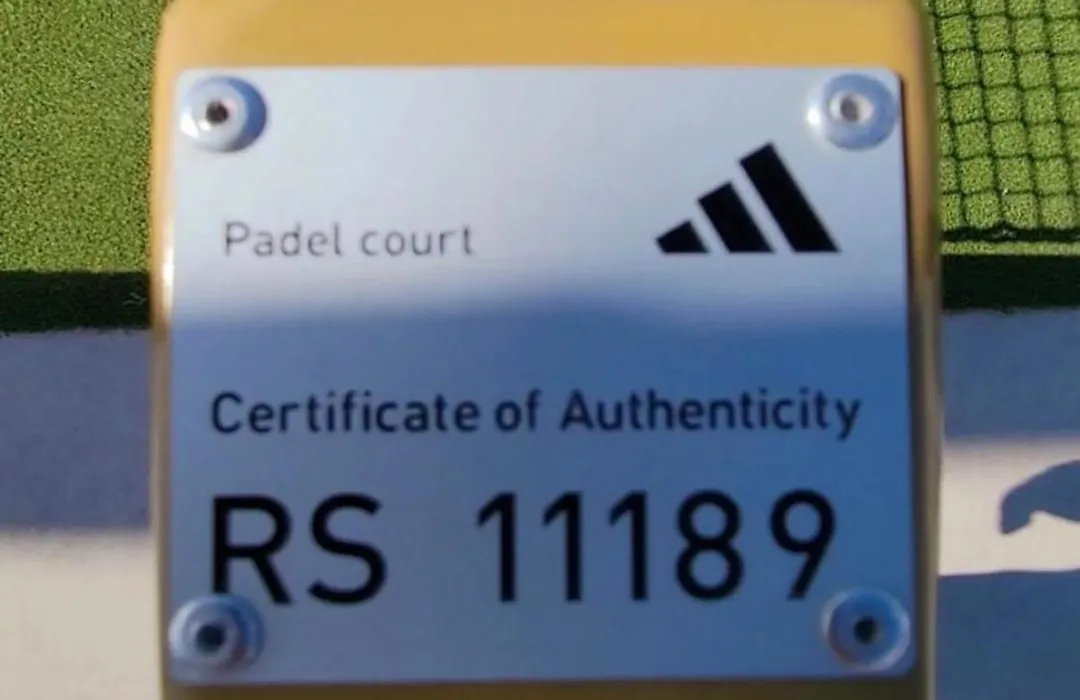 Padel court
Certificate of Authenticity
RS 11189